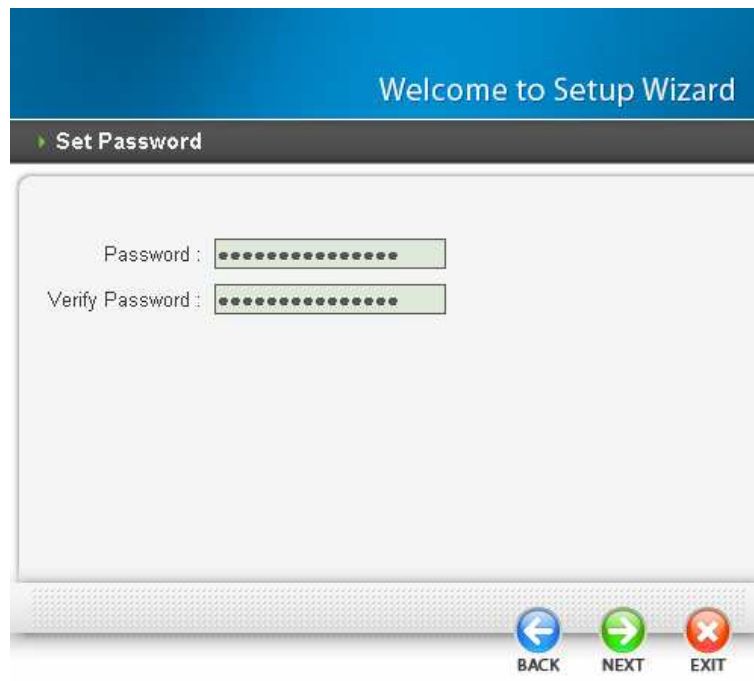 Welcome to Setup Wizard
Set Password
Password : •••••••••••••••
Verify Password : •••••••••••••••
BACK NEXT EXIT